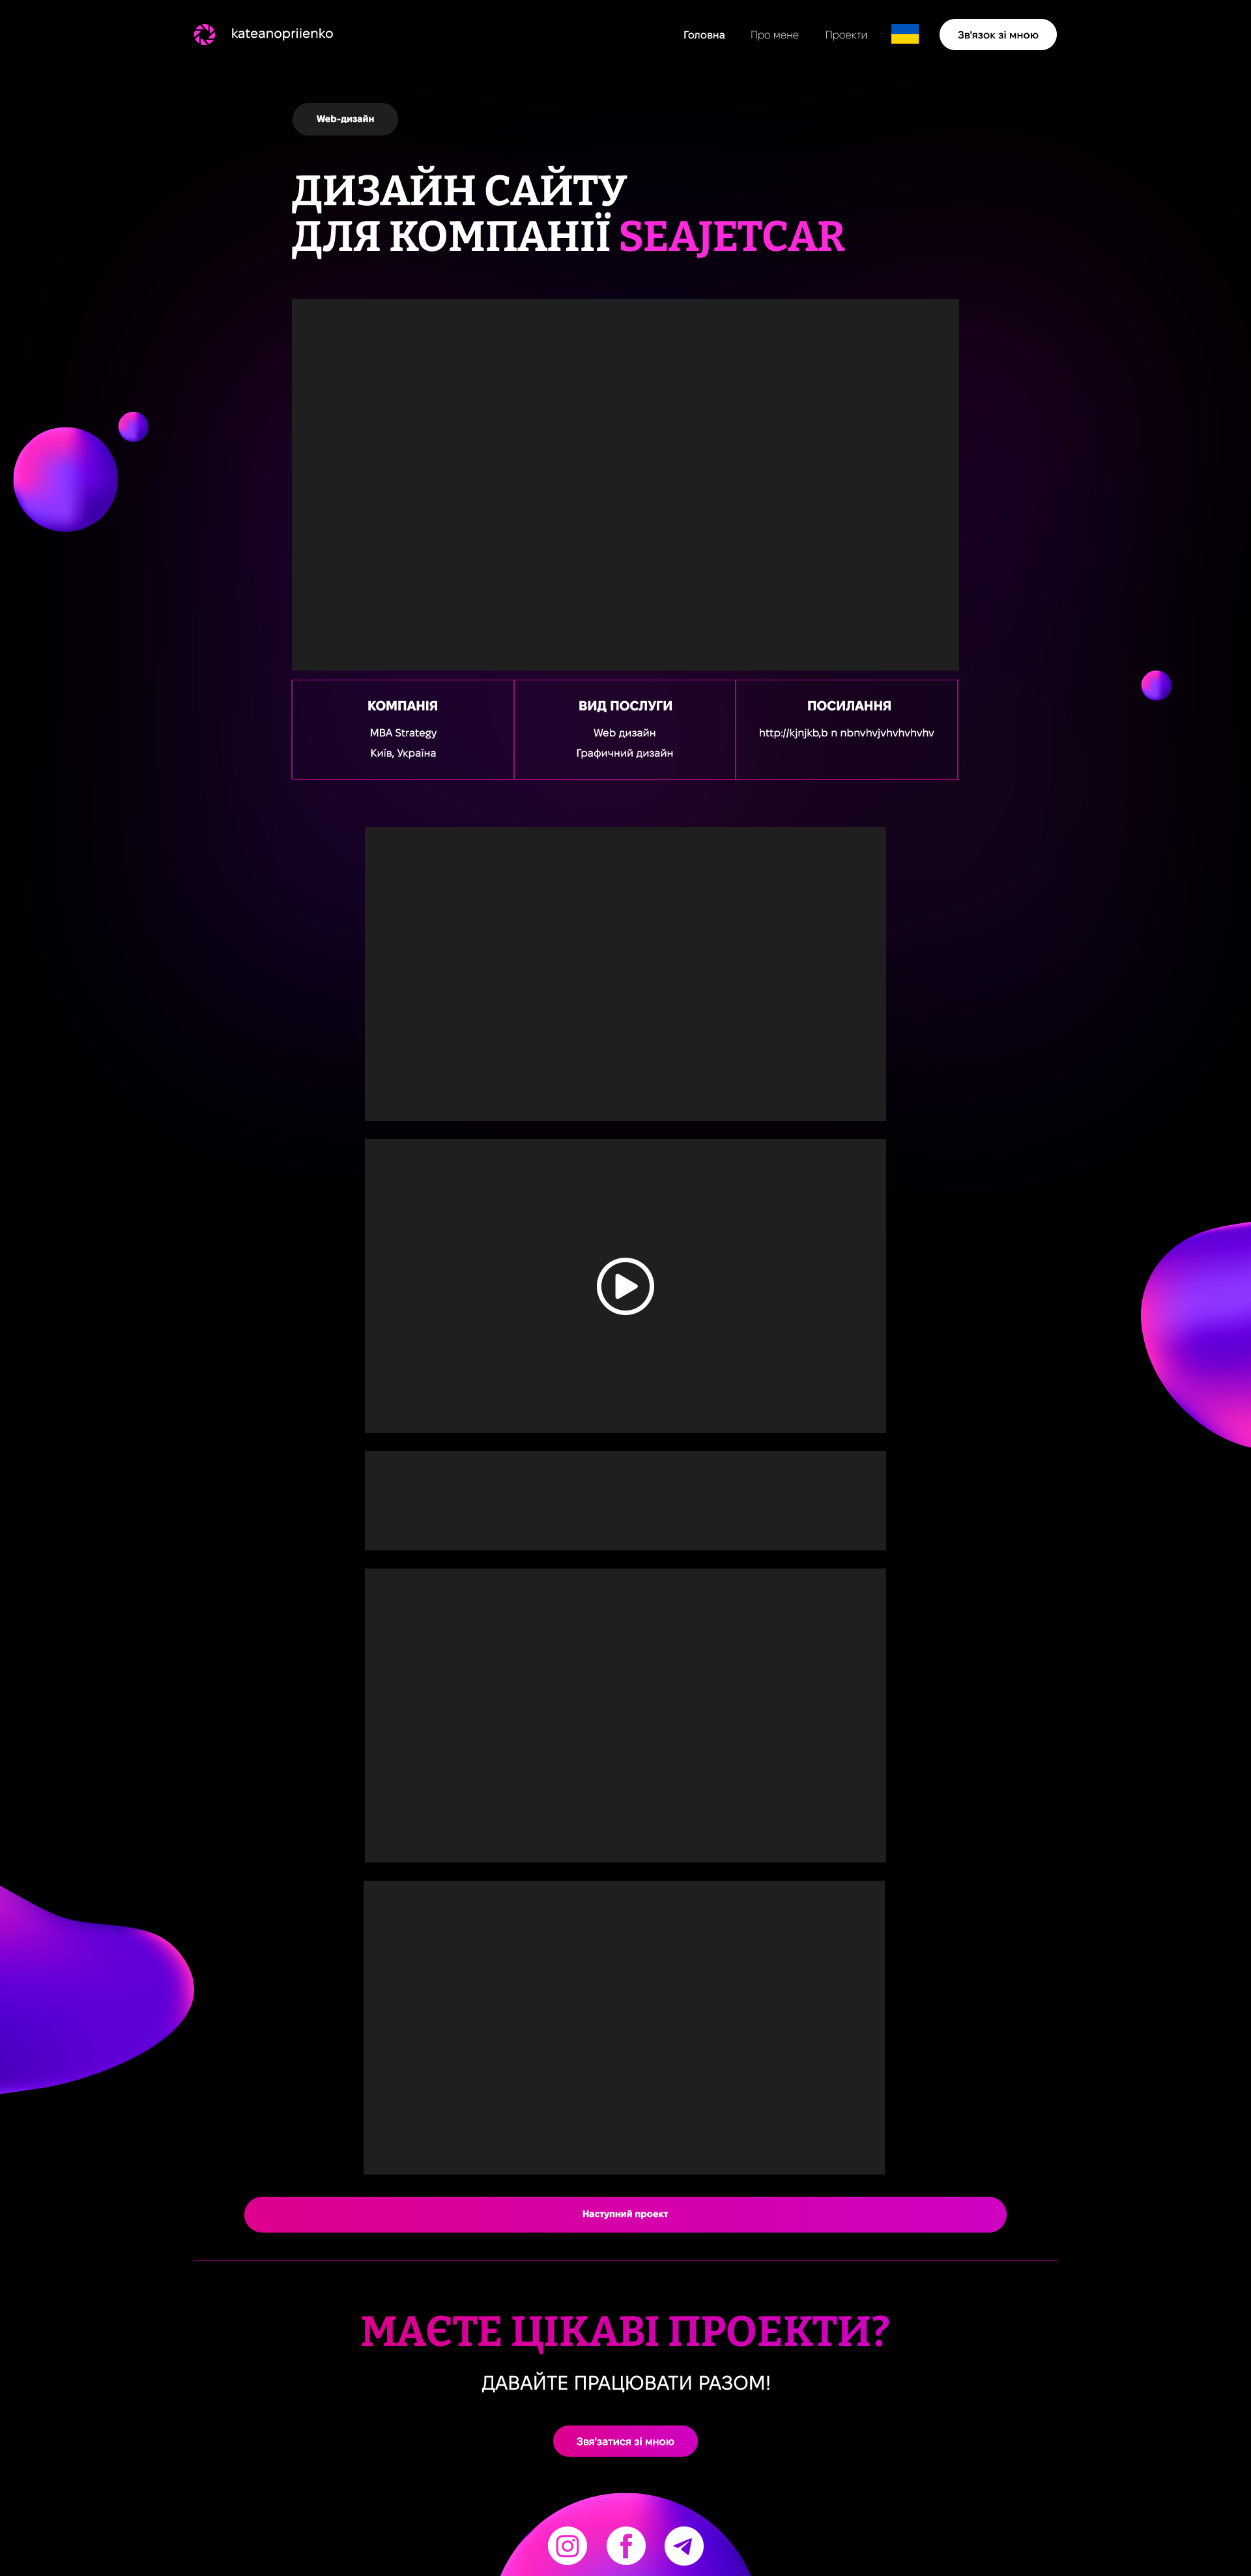 kateanopriienko
Головна
Про мене
Проекти
Зв'язок зі мною
Web-дизайн
ДИЗАЙН САЙТУ
ДЛЯ КОМПАНІЇ SEAJETCAR
КОМПАНІЯ
MBA Strategy
Київ, Україна
ВИД ПОСЛУГИ
Web дизайн
Графичний дизайн
ПОСИЛАННЯ
http://kjnjkb,b n nbnvhvjvhvhvhvhv
Наступний проект
МАЄТЕ ЦІКАВІ ПРОЕКТИ?
ДАВАЙТЕ ПРАЦЮВАТИ РАЗОМ!
Звя'затися зі мною